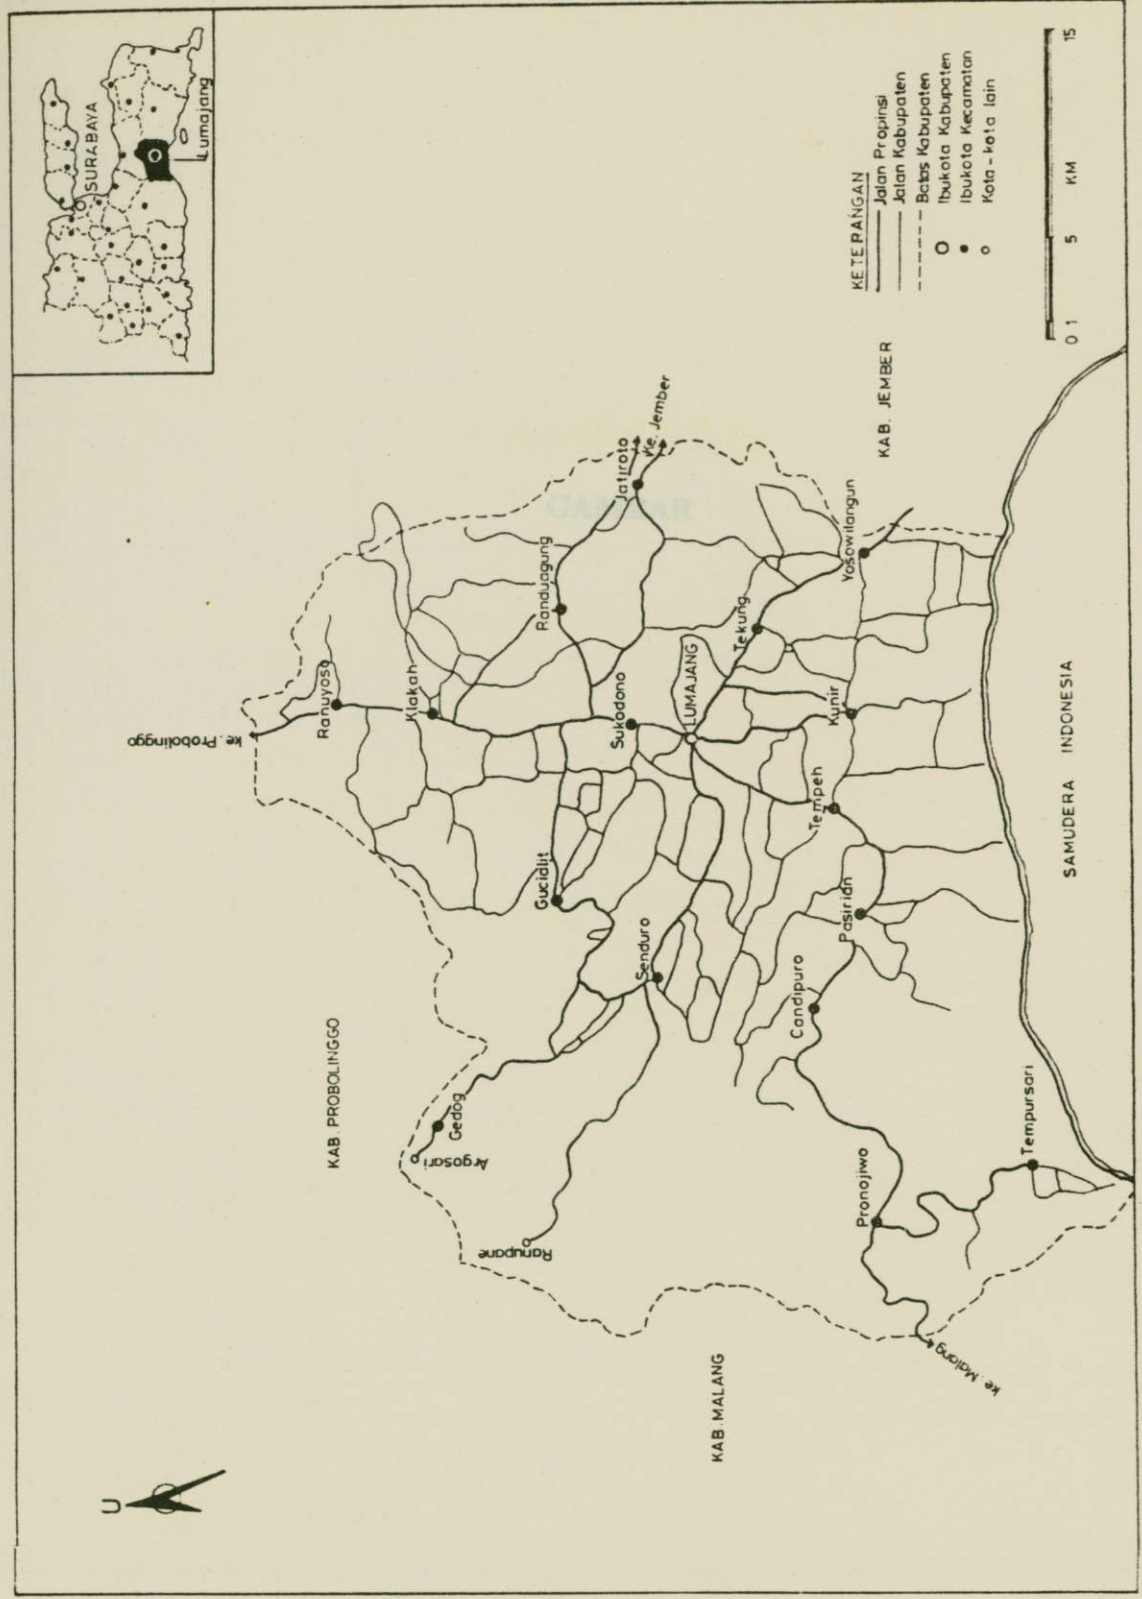 U
SURABAYA
Lumajang
KAB. PROBOLINGGO
KAB. MALANG
KAB. JEMBER
SAMUDERA INDONESIA
ke. Probolinggo
Ranuyoso
Klakah
Randuagung
Jatiroto
Ke. Jember
Argosari
Gedog
Gucialit
Sukodono
Ranupane
Senduro
LUMAJANG
Tekung
Yosowilangun
Kunir
Tempeh
Pasirian
Candipuro
Pronojiwo
Tempursari
ke. Malang
GAMBAR
KETERANGAN
Jalan Propinsi
Jalan Kabupaten
Batas Kabupaten
Ibukota Kabupaten
Ibukota Kecamatan
Kota-kota lain
0 1 5 KM 15